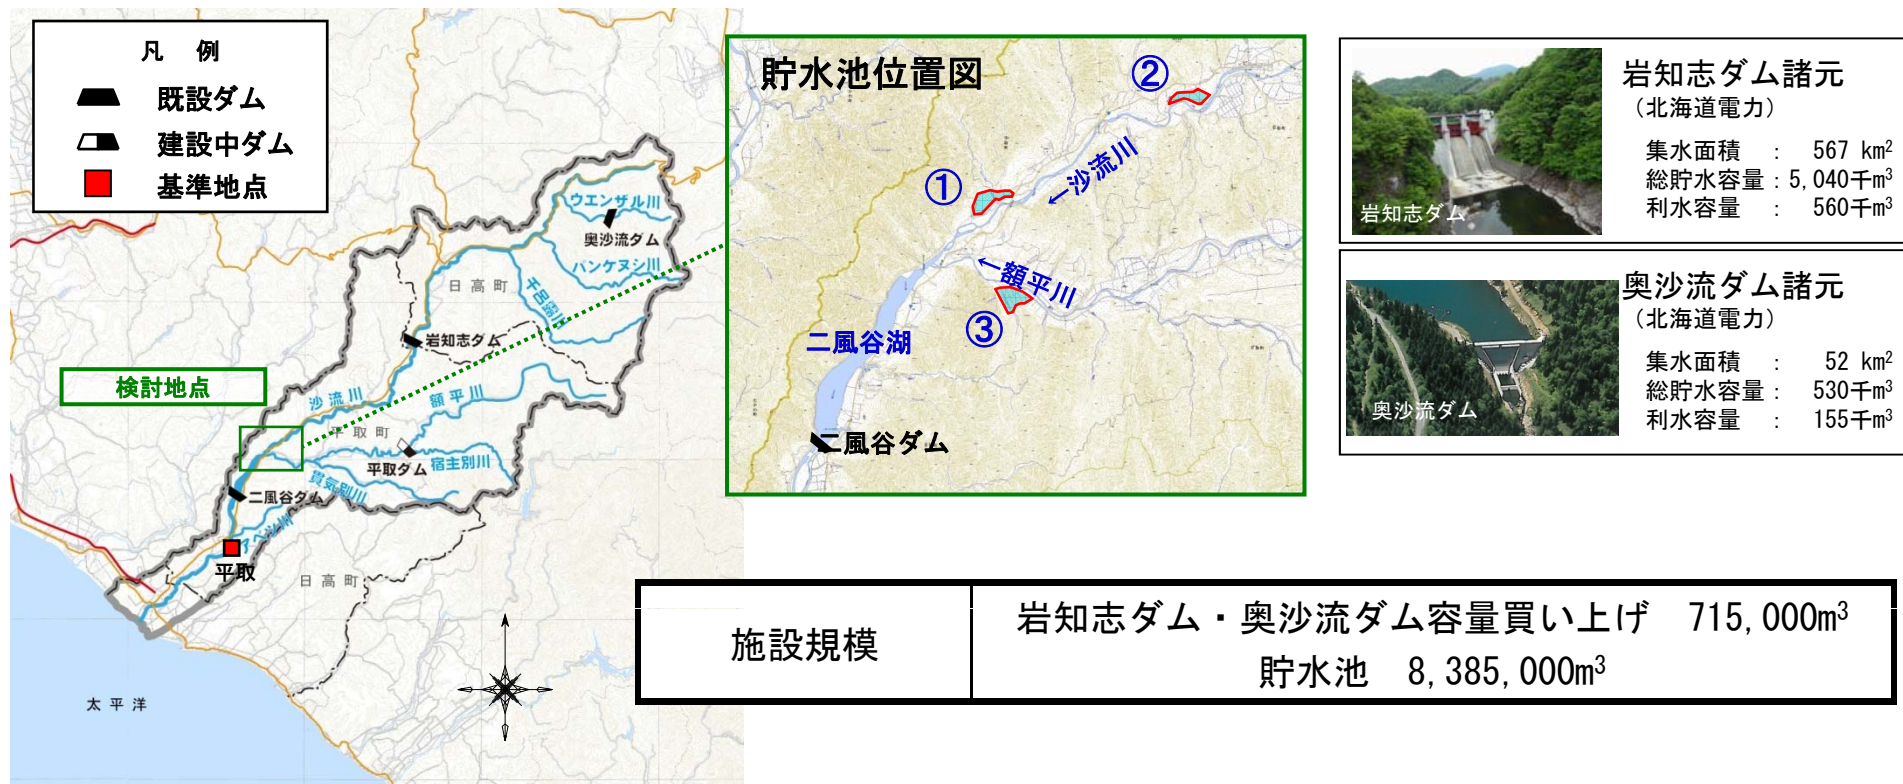 凡 例
既設ダム
建設中ダム
基準地点
ウエンザル川
奥沙流ダム
パンケヌシ川
千呂露川
日高町
岩知志ダム
検討地点
沙流川
額平川
平取町
平取ダム
宿主別川
貫気別川
二風谷ダム
アベツ川
平取
日高町
太平洋
貯水池位置図
②
①
←沙流川
←額平川
③
二風谷湖
二風谷ダム
岩知志ダム
岩知志ダム諸元
（北海道電力）
集水面積 ： 567 km²
総貯水容量：5,040千m³
利水容量 ： 560千m³
奥沙流ダム
奥沙流ダム諸元
（北海道電力）
集水面積 ： 52 km²
総貯水容量： 530千m³
利水容量 ： 155千m³
施設規模
岩知志ダム・奥沙流ダム容量買い上げ 715,000m³
貯水池 8,385,000m³